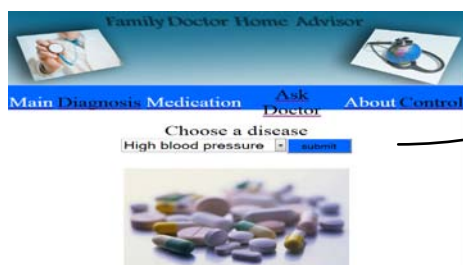 Family Doctor Home Advisor
Main Diagnosis Medication Ask Doctor About Control
Choose a disease
High blood pressure submit